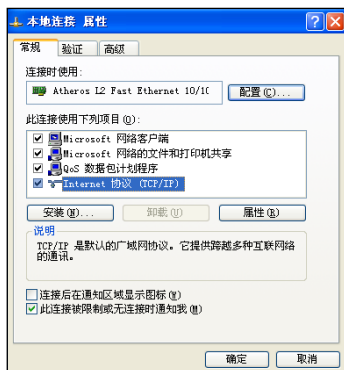 本地连接 属性
常规
验证
高级
连接时使用:
Atheros L2 Fast Ethernet 10/10
配置(C)...
此连接使用下列项目(O):
Microsoft 网络客户端
Microsoft 网络的文件和打印机共享
QoS 数据包计划程序
Internet 协议 (TCP/IP)
安装(N)...
卸载(U)
属性(R)
说明
TCP/IP 是默认的广域网协议。它提供跨越多种互联网络
的通讯。
连接后在通知区域显示图标(W)
此连接被限制或无连接时通知我(M)
确定
取消